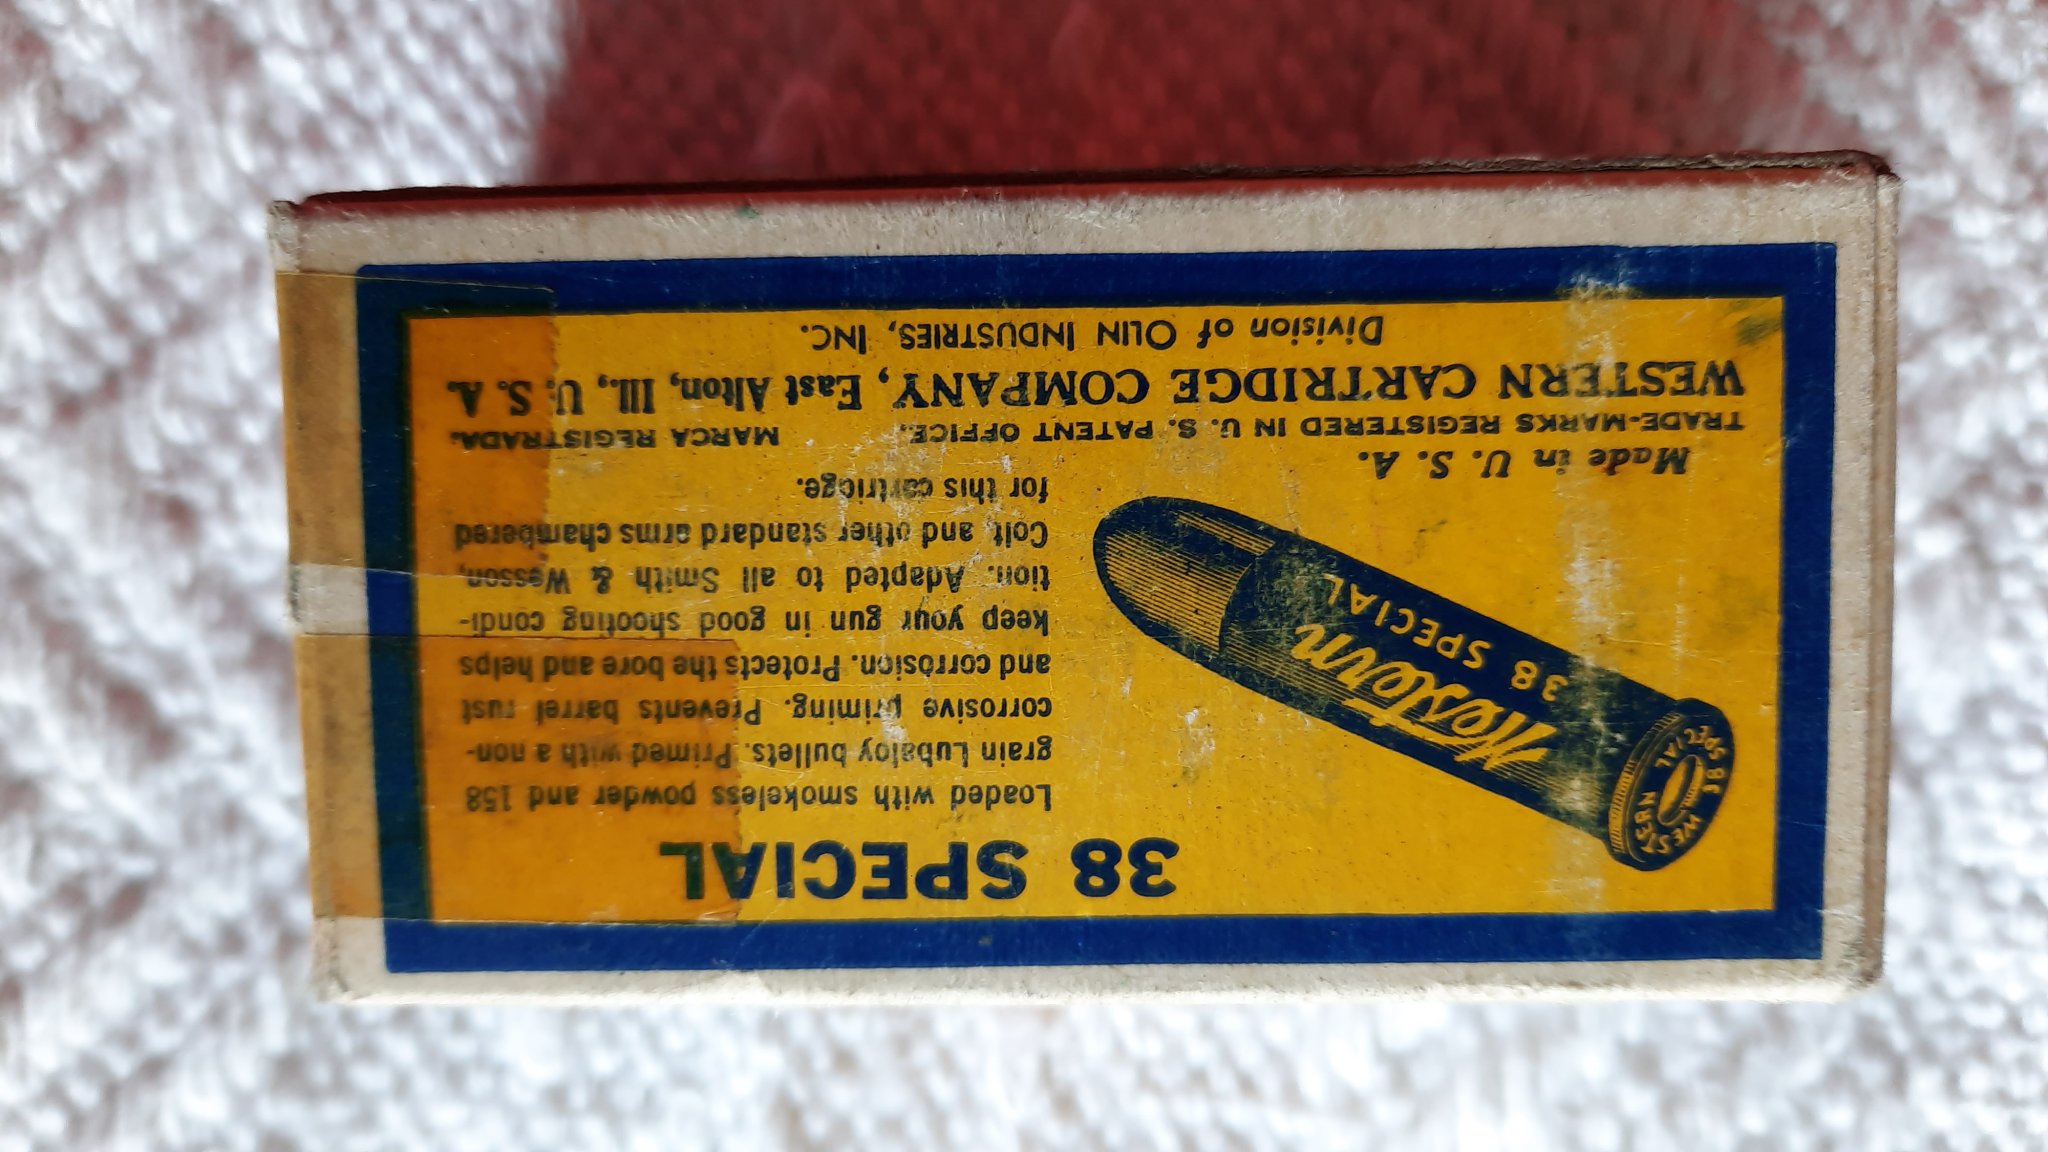 38 SPECIAL
Loaded with smokeless powder and 158
grain Lubaloy bullets. Primed with a non-
corrosive priming. Prevents barrel rust
and corrosion. Protects the bore and helps
keep your gun in good shooting condi-
tion. Adapted to all Smith & Wesson,
Colt and other standard arms chambered
for this cartridge.
WESTERN 38 SPECIAL
Western
38 SPECIAL
Made in U. S. A.
TRADE-MARKS REGISTERED IN U. S. PATENT OFFICE. MARCA REGISTRADA.
WESTERN CARTRIDGE COMPANY, East Alton, Ill., U. S. A.
Division of OLIN INDUSTRIES, INC.